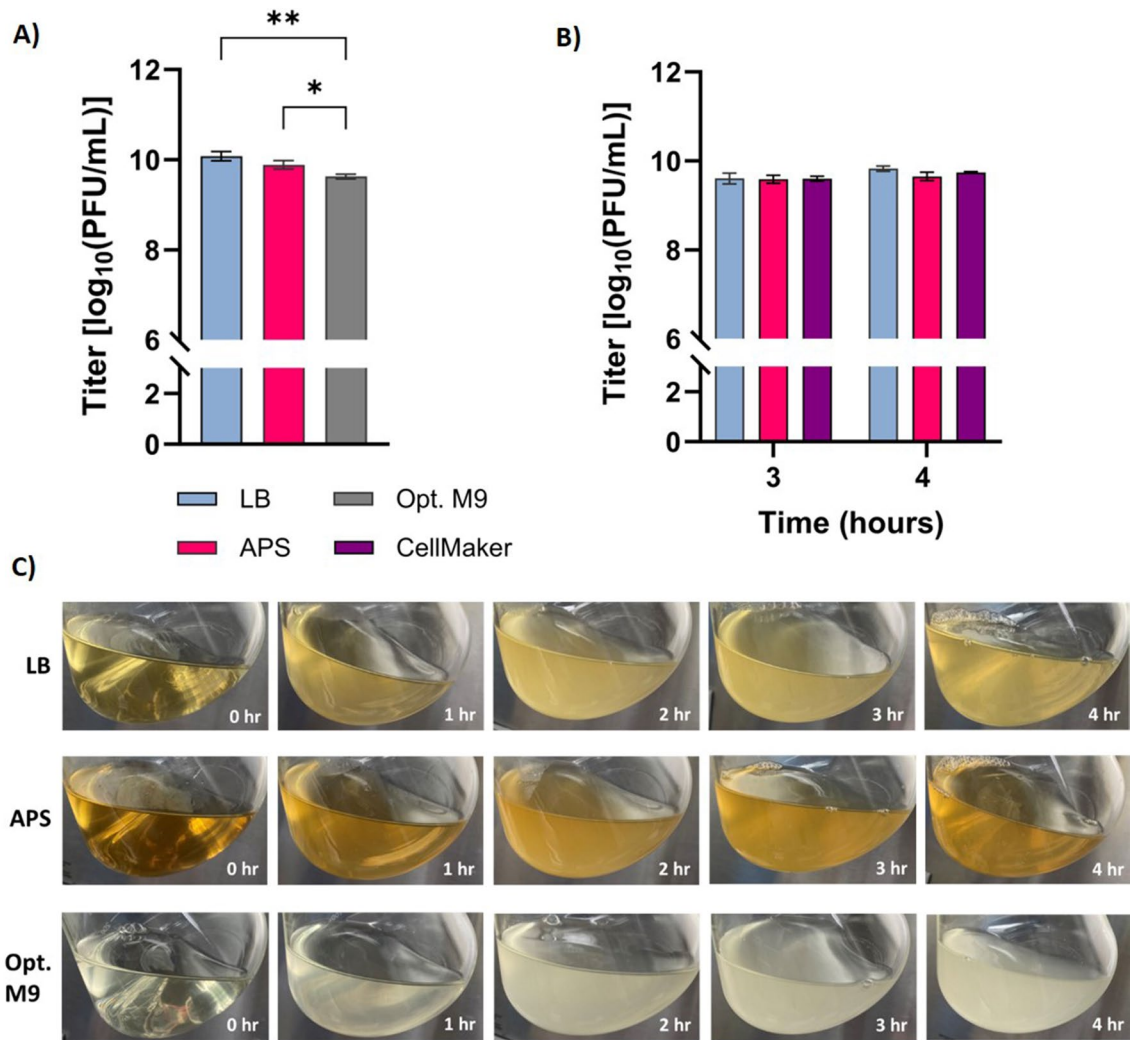 A)
**
*
Titer [log₁₀(PFU/mL)]
12
10
8
6
2
0
LB
Opt. M9
APS
CellMaker
B)
Titer [log₁₀(PFU/mL)]
12
10
8
6
2
0
3
4
Time (hours)
C)
LB
0 hr
1 hr
2 hr
3 hr
4 hr
APS
0 hr
1 hr
2 hr
3 hr
4 hr
Opt.
M9
0 hr
1 hr
2 hr
3 hr
4 hr